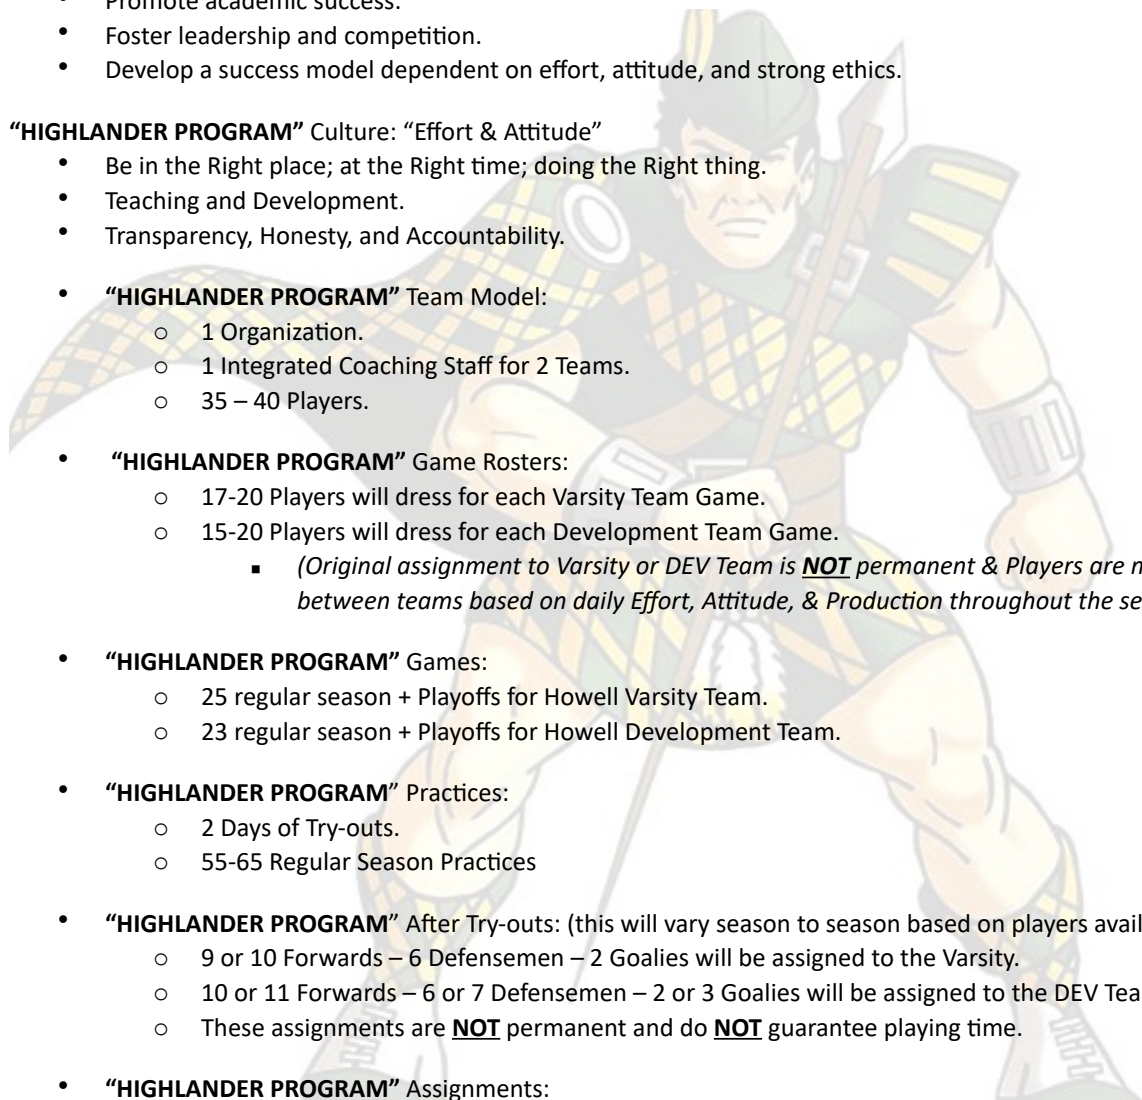 Promote academic success.
• Foster leadership and competition.
• Develop a success model dependent on effort, attitude, and strong ethics.
“HIGHLANDER PROGRAM” Culture: “Effort & Attitude”
• Be in the Right place; at the Right time; doing the Right thing.
• Teaching and Development.
• Transparency, Honesty, and Accountability.
• “HIGHLANDER PROGRAM” Team Model:
o 1 Organization.
o 1 Integrated Coaching Staff for 2 Teams.
o 35 – 40 Players.
• “HIGHLANDER PROGRAM” Game Rosters:
o 17-20 Players will dress for each Varsity Team Game.
o 15-20 Players will dress for each Development Team Game.
▪ (Original assignment to Varsity or DEV Team is NOT permanent & Players are
between teams based on daily Effort, Attitude, & Production throughout the
• “HIGHLANDER PROGRAM” Games:
o 25 regular season + Playoffs for Howell Varsity Team.
o 23 regular season + Playoffs for Howell Development Team.
• “HIGHLANDER PROGRAM” Practices:
o 2 Days of Try-outs.
o 55-65 Regular Season Practices
• “HIGHLANDER PROGRAM” After Try-outs: (this will vary season to season based on players
o 9 or 10 Forwards – 6 Defensemen – 2 Goalies will be assigned to the Varsity.
o 10 or 11 Forwards – 6 or 7 Defensemen – 2 or 3 Goalies will be assigned to the DEV
o These assignments are NOT permanent and do NOT guarantee playing time.
• “HIGHLANDER PROGRAM” Assignments: